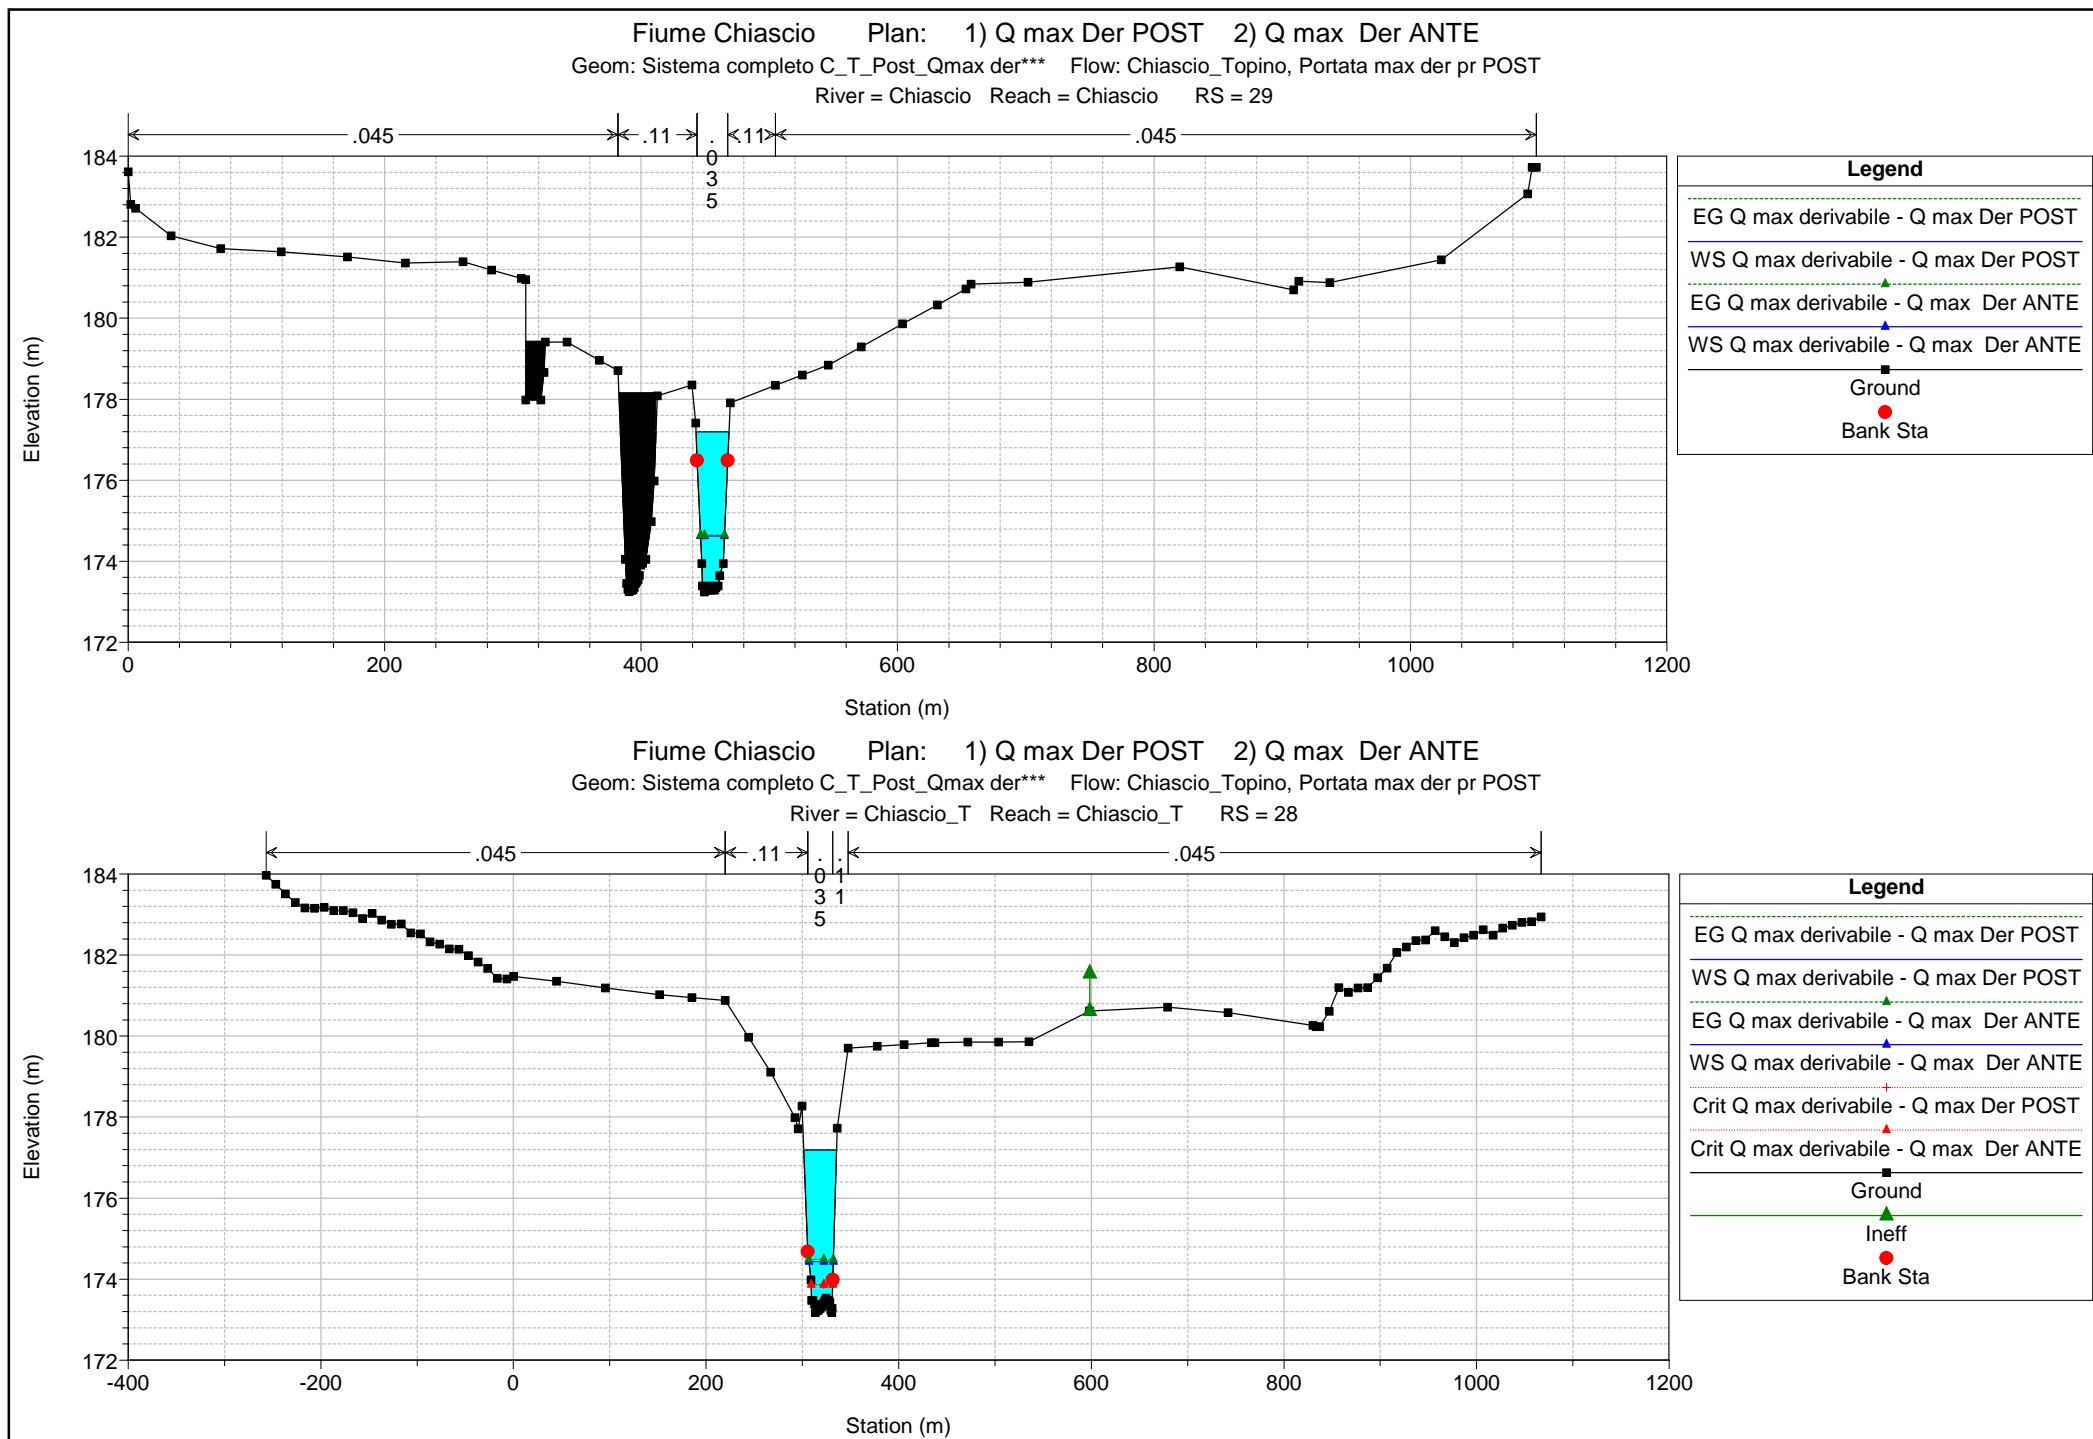 Fiume Chiascio Plan: 1) Q max Der POST 2) Q max Der ANTE
Geom: Sistema completo C_T_Post_Qmax der*** Flow: Chiascio_Topino, Portata max der pr POST
River = Chiascio Reach = Chiascio RS = 29
.045 .11 .035 .11 .045
184
182
180
178
176
174
172
Elevation (m)
0 200 400 600 800 1000 1200
Station (m)
Legend
EG Q max derivabile - Q max Der POST
WS Q max derivabile - Q max Der POST
EG Q max derivabile - Q max Der ANTE
WS Q max derivabile - Q max Der ANTE
Ground
Bank Sta
Fiume Chiascio Plan: 1) Q max Der POST 2) Q max Der ANTE
Geom: Sistema completo C_T_Post_Qmax der*** Flow: Chiascio_Topino, Portata max der pr POST
River = Chiascio_T Reach = Chiascio_T RS = 28
.045 .11 .035 .11 .045
184
182
180
178
176
174
172
Elevation (m)
-400 -200 0 200 400 600 800 1000 1200
Station (m)
Legend
EG Q max derivabile - Q max Der POST
WS Q max derivabile - Q max Der POST
EG Q max derivabile - Q max Der ANTE
WS Q max derivabile - Q max Der ANTE
Crit Q max derivabile - Q max Der POST
Crit Q max derivabile - Q max Der ANTE
Ground
Ineff
Bank Sta